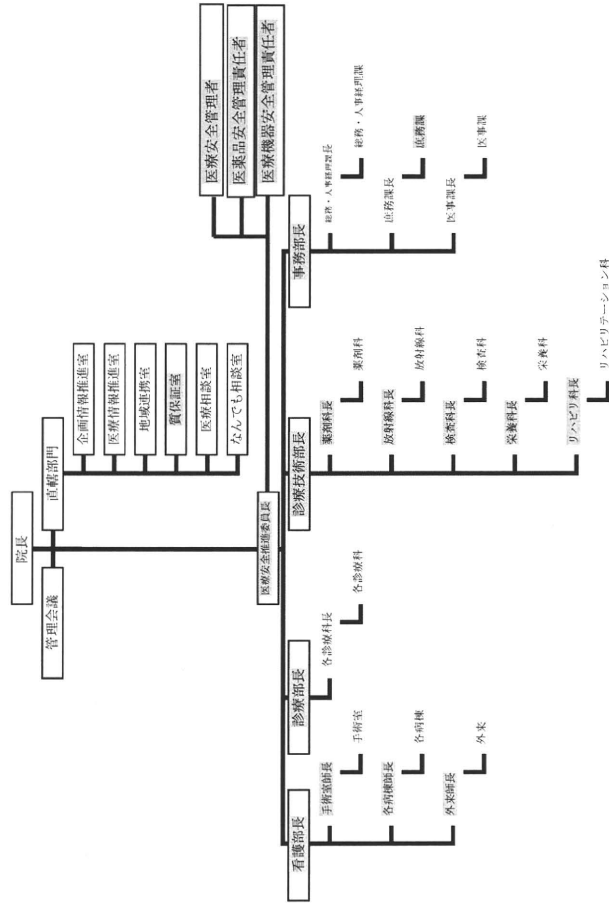 院長
管理会議
直轄部門
企画情報推進室
医療情報推進室
地域連携室
質保証室
医療相談室
なんでも相談室
医療安全推進委員長
医療安全管理者
医薬品安全管理責任者
医療機器安全管理責任者
看護部長
手術室師長
手術室
各病棟師長
各病棟
外来師長
外来
診療部長
各診療科長
各診療科
診療技術部長
薬剤科長
薬剤科
放射線科長
放射線科
検査科長
検査科
栄養科長
栄養科
リハビリ科長
リハビリテーション科
事務部長
総務・人事経理課長
総務・人事経理課
庶務課長
庶務課
医事課長
医事課